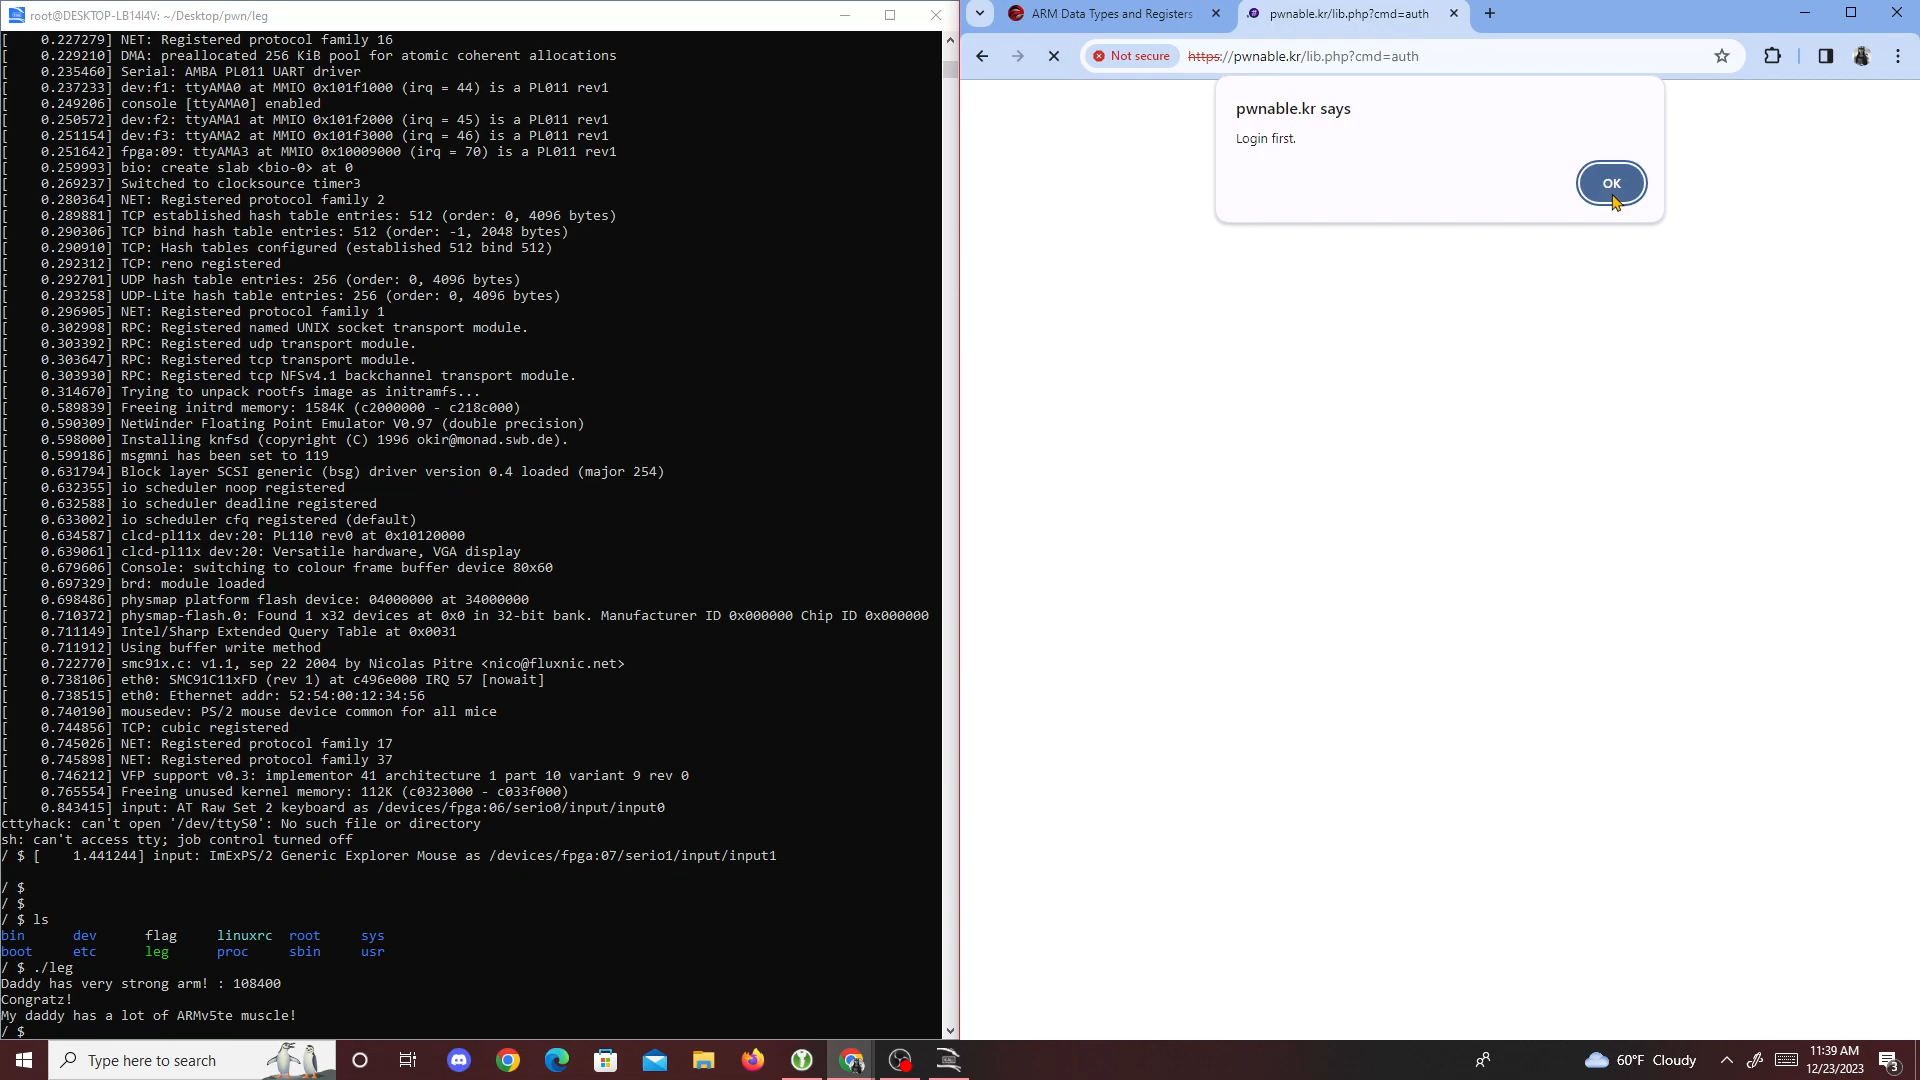 root@DESKTOP-LB14I4V: ~/Desktop/pwn/leg
[    0.227279] NET: Registered protocol family 16
[    0.229210] DMA: preallocated 256 KiB pool for atomic coherent allocations
[    0.235460] Serial: AMBA PL011 UART driver
[    0.237233] dev:f1: ttyAMA0 at MMIO 0x101f1000 (irq = 44) is a PL011 rev1
[    0.249206] console [ttyAMA0] enabled
[    0.250572] dev:f2: ttyAMA1 at MMIO 0x101f2000 (irq = 45) is a PL011 rev1
[    0.251154] dev:f3: ttyAMA2 at MMIO 0x101f3000 (irq = 46) is a PL011 rev1
[    0.251642] fpga:09: ttyAMA3 at MMIO 0x10009000 (irq = 70) is a PL011 rev1
[    0.259993] bio: create slab <bio-0> at 0
[    0.269237] Switched to clocksource timer3
[    0.280364] NET: Registered protocol family 2
[    0.289881] TCP established hash table entries: 512 (order: 0, 4096 bytes)
[    0.290306] TCP bind hash table entries: 512 (order: -1, 2048 bytes)
[    0.290910] TCP: Hash tables configured (established 512 bind 512)
[    0.292312] TCP: reno registered
[    0.292701] UDP hash table entries: 256 (order: 0, 4096 bytes)
[    0.293258] UDP-Lite hash table entries: 256 (order: 0, 4096 bytes)
[    0.296905] NET: Registered protocol family 1
[    0.302998] RPC: Registered named UNIX socket transport module.
[    0.303392] RPC: Registered udp transport module.
[    0.303647] RPC: Registered tcp transport module.
[    0.303930] RPC: Registered tcp NFSv4.1 backchannel transport module.
[    0.314670] Trying to unpack rootfs image as initramfs...
[    0.589839] Freeing initrd memory: 1584K (c2000000 - c218c000)
[    0.590309] NetWinder Floating Point Emulator V0.97 (double precision)
[    0.598000] Installing knfsd (copyright (C) 1996 okir@monad.swb.de).
[    0.599186] msgmni has been set to 119
[    0.631794] Block layer SCSI generic (bsg) driver version 0.4 loaded (major 254)
[    0.632355] io scheduler noop registered
[    0.632588] io scheduler deadline registered
[    0.633002] io scheduler cfq registered (default)
[    0.634587] clcd-pl11x dev:20: PL110 rev0 at 0x10120000
[    0.639061] clcd-pl11x dev:20: Versatile hardware, VGA display
[    0.679606] Console: switching to colour frame buffer device 80x60
[    0.697329] brd: module loaded
[    0.698486] physmap platform flash device: 04000000 at 34000000
[    0.710372] physmap-flash.0: Found 1 x32 devices at 0x0 in 32-bit bank. Manufacturer ID 0x000000 Chip ID 0x000000
[    0.711149] Intel/Sharp Extended Query Table at 0x0031
[    0.711912] Using buffer write method
[    0.722770] smc91x.c: v1.1, sep 22 2004 by Nicolas Pitre <nico@fluxnic.net>
[    0.738106] eth0: SMC91C11xFD (rev 1) at c496e000 IRQ 57 [nowait]
[    0.738515] eth0: Ethernet addr: 52:54:00:12:34:56
[    0.740190] mousedev: PS/2 mouse device common for all mice
[    0.744856] TCP: cubic registered
[    0.745026] NET: Registered protocol family 17
[    0.745898] NET: Registered protocol family 37
[    0.746212] VFP support v0.3: implementor 41 architecture 1 part 10 variant 9 rev 0
[    0.765554] Freeing unused kernel memory: 112K (c0323000 - c033f000)
[    0.843415] input: AT Raw Set 2 keyboard as /devices/fpga:06/serio0/input/input0
cttyhack: can't open '/dev/ttyS0': No such file or directory
sh: can't access tty; job control turned off
/ $ [    1.441244] input: ImExPS/2 Generic Explorer Mouse as /devices/fpga:07/serio1/input/input1
/ $
/ $
/ $ ls
bin      dev      flag     linuxrc  root     sys
boot     etc      leg      proc     sbin     usr
/ $ ./leg
Daddy has very strong arm! : 108400
Congratz!
My daddy has a lot of ARMv5te muscle!
/ $
ARM Data Types and Registers
pwnable.kr/lib.php?cmd=auth
Not secure
https://pwnable.kr/lib.php?cmd=auth
pwnable.kr says
Login first.
OK
Type here to search
60°F Cloudy
11:39 AM
12/23/2023
3